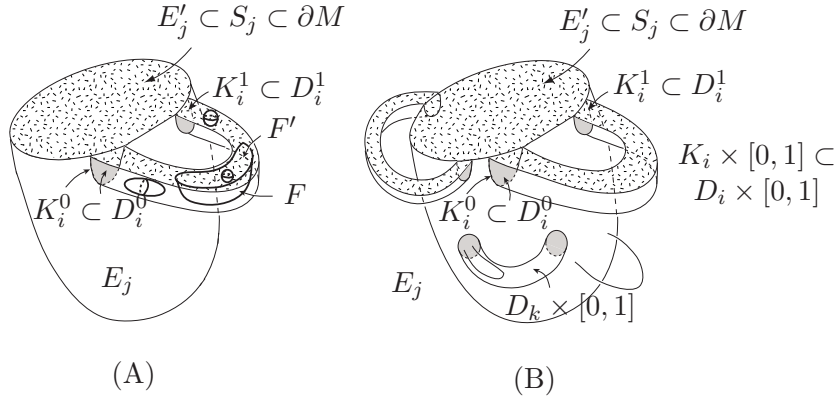 E′_j ⊂ S_j ⊂ ∂M
K_i^1 ⊂ D_i^1
F′
F
K_i^0 ⊂ D_i^0
E_j
(A)
E′_j ⊂ S_j ⊂ ∂M
K_i^1 ⊂ D_i^1
K_i × [0, 1] ⊂
D_i × [0, 1]
K_i^0 ⊂ D_i^0
E_j
D_k × [0, 1]
(B)